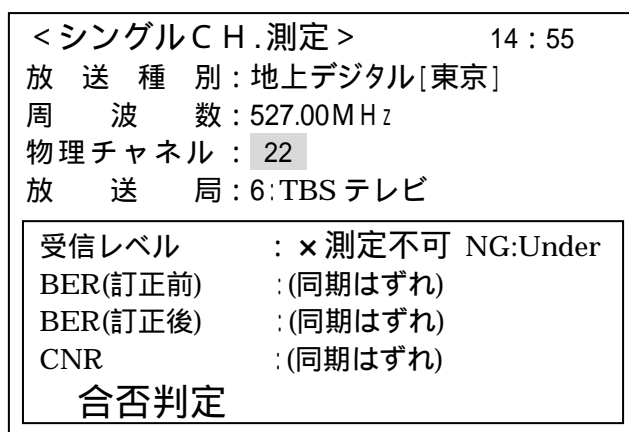 <シングルCH.測定> 14:55
放送種別:地上デジタル[東京]
周波数:527.00MHz
物理チャネル: 22
放送局:6:TBSテレビ
受信レベル :×測定不可 NG:Under
BER(訂正前) :(同期はずれ)
BER(訂正後) :(同期はずれ)
CNR :(同期はずれ)
合否判定